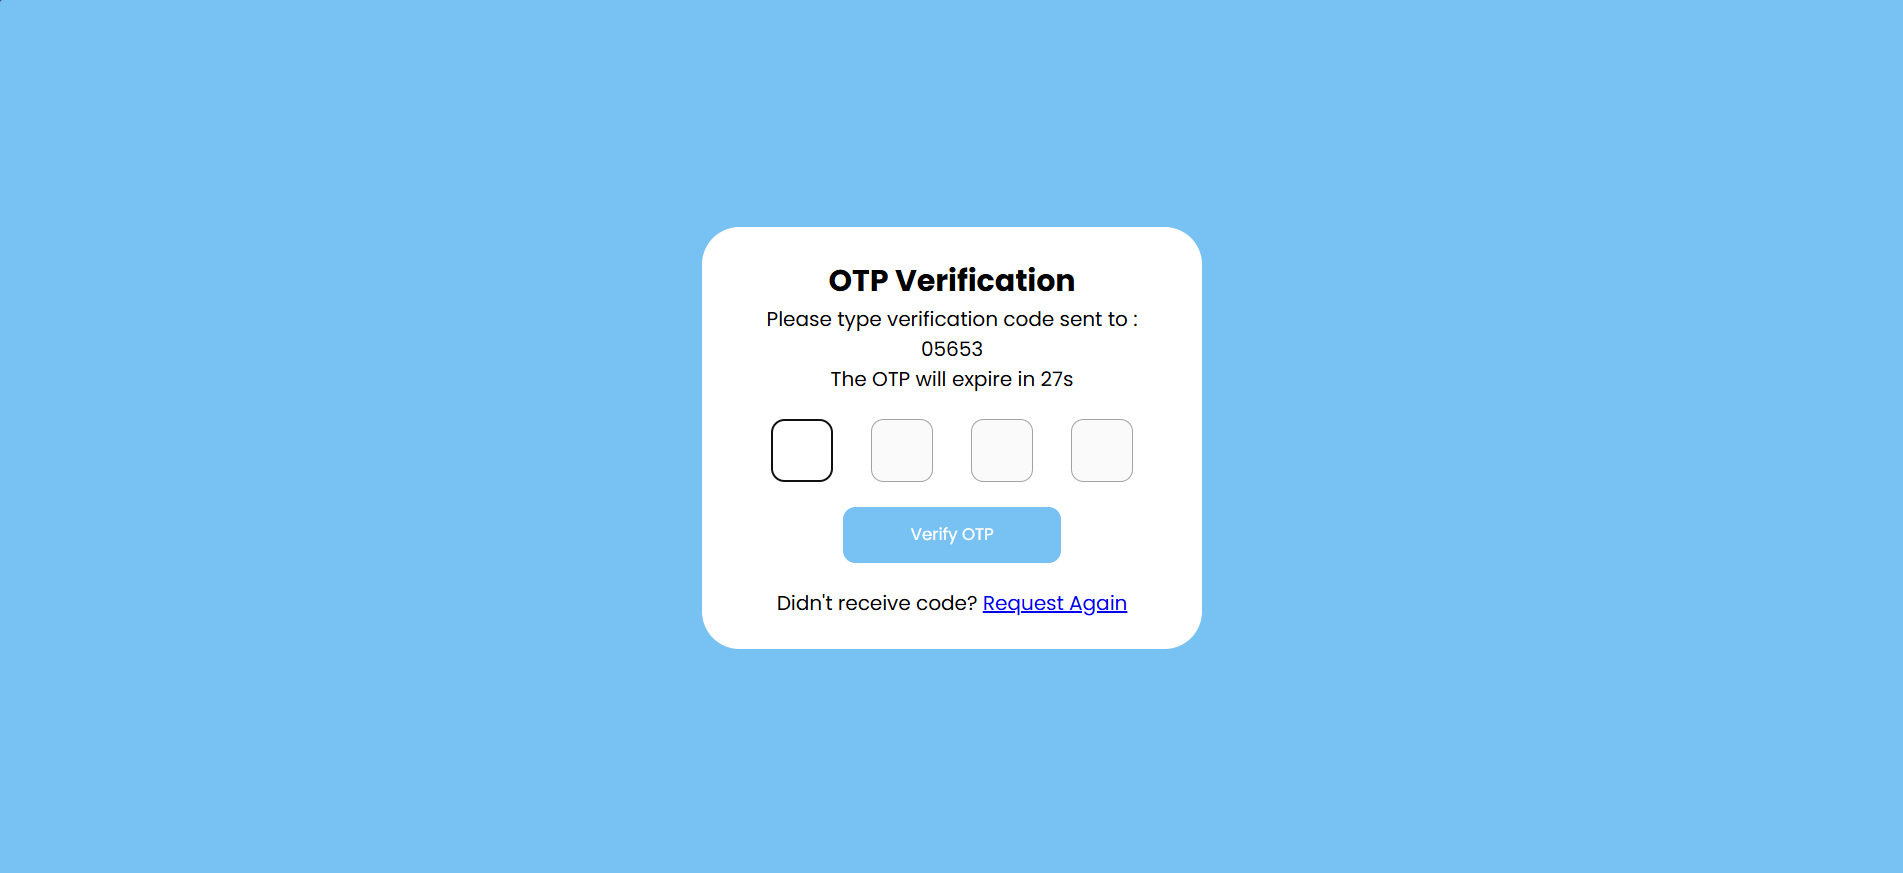 OTP Verification
Please type verification code sent to :
05653
The OTP will expire in 27s
Verify OTP
Didn't receive code? Request Again